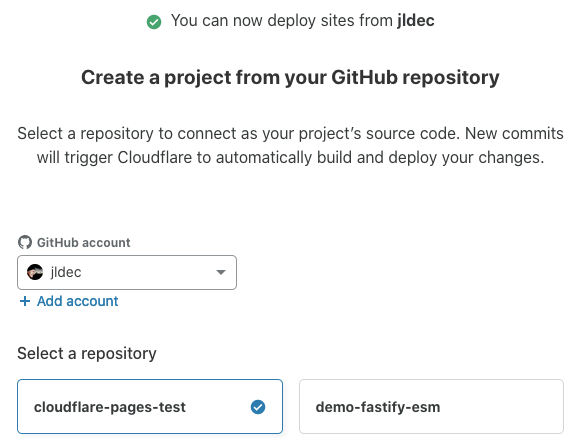 You can now deploy sites from jldec
Create a project from your GitHub repository
Select a repository to connect as your project's source code. New commits
will trigger Cloudflare to automatically build and deploy your changes.
GitHub account
jldec
+ Add account
Select a repository
cloudflare-pages-test
demo-fastify-esm